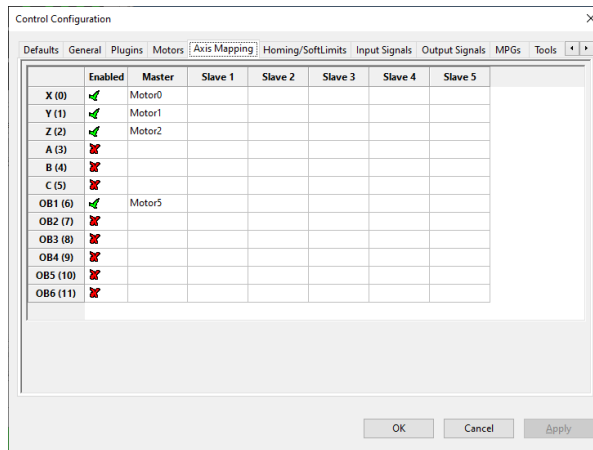 Control Configuration
Defaults General Plugins Motors Axis Mapping Homing/SoftLimits Input Signals Output Signals MPGs Tools
Enabled Master Slave 1 Slave 2 Slave 3 Slave 4 Slave 5
X (0) Motor0
Y (1) Motor1
Z (2) Motor2
A (3)
B (4)
C (5)
OB1 (6) Motor5
OB2 (7)
OB3 (8)
OB4 (9)
OB5 (10)
OB6 (11)
OK Cancel Apply